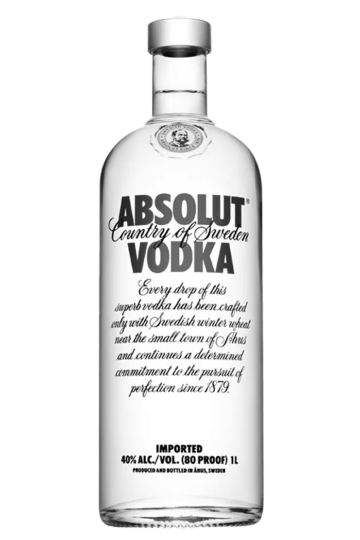 ABSOLUT®
Country of Sweden
VODKA
Every drop of this
superb vodka has been crafted
only with Swedish winter wheat
near the small town of Åhus
and continues a determined
commitment to the pursuit of
perfection since 1879.
IMPORTED
40% ALC./VOL. (80 PROOF) 1L
PRODUCED AND BOTTLED IN ÅHUS, SWEDEN